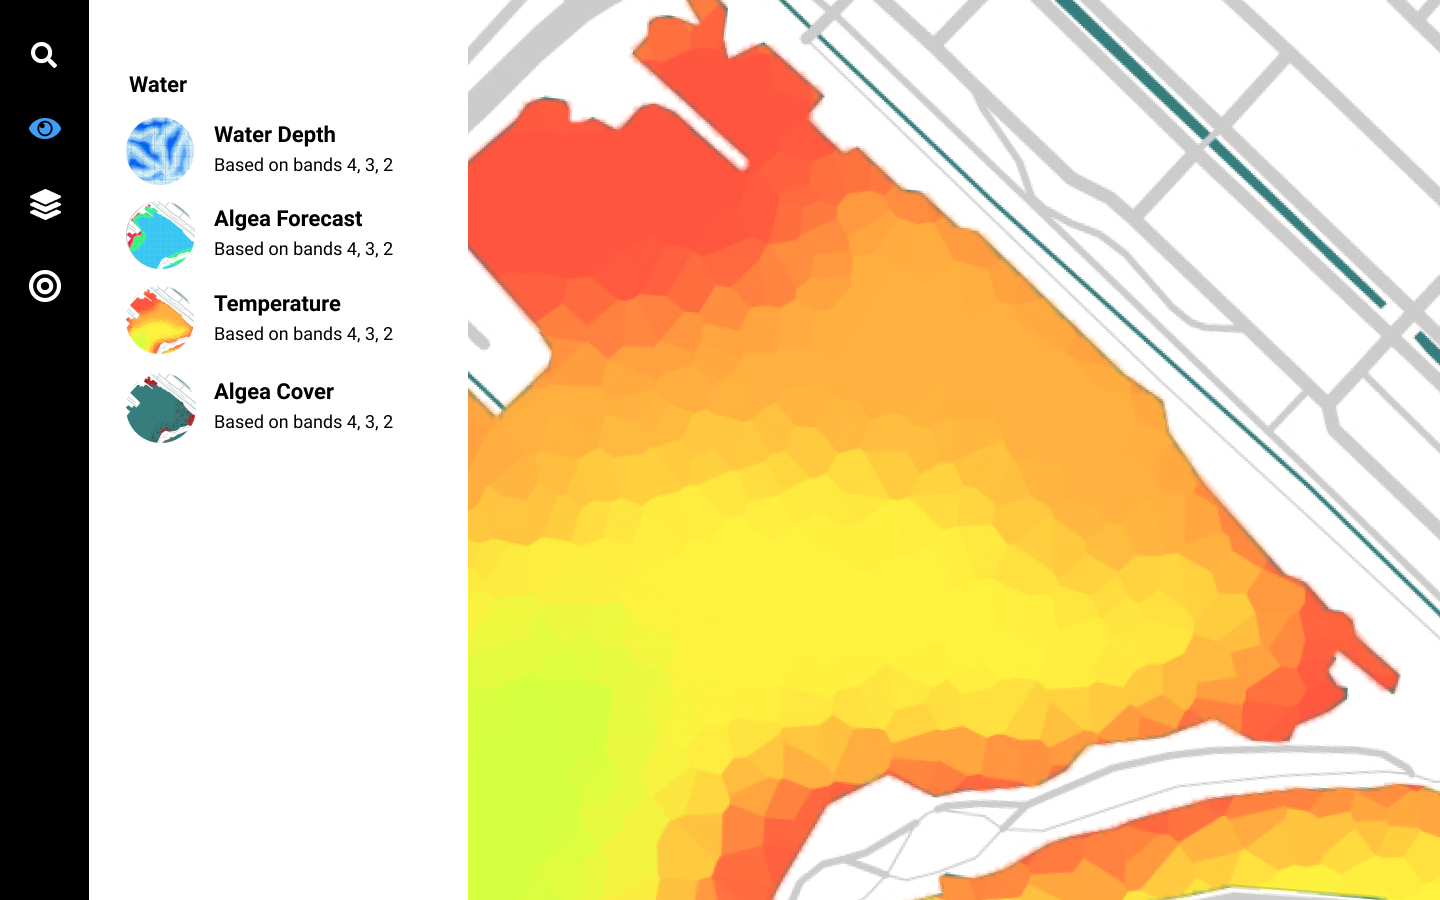 Water
Water Depth
Based on bands 4, 3, 2
Algea Forecast
Based on bands 4, 3, 2
Temperature
Based on bands 4, 3, 2
Algea Cover
Based on bands 4, 3, 2